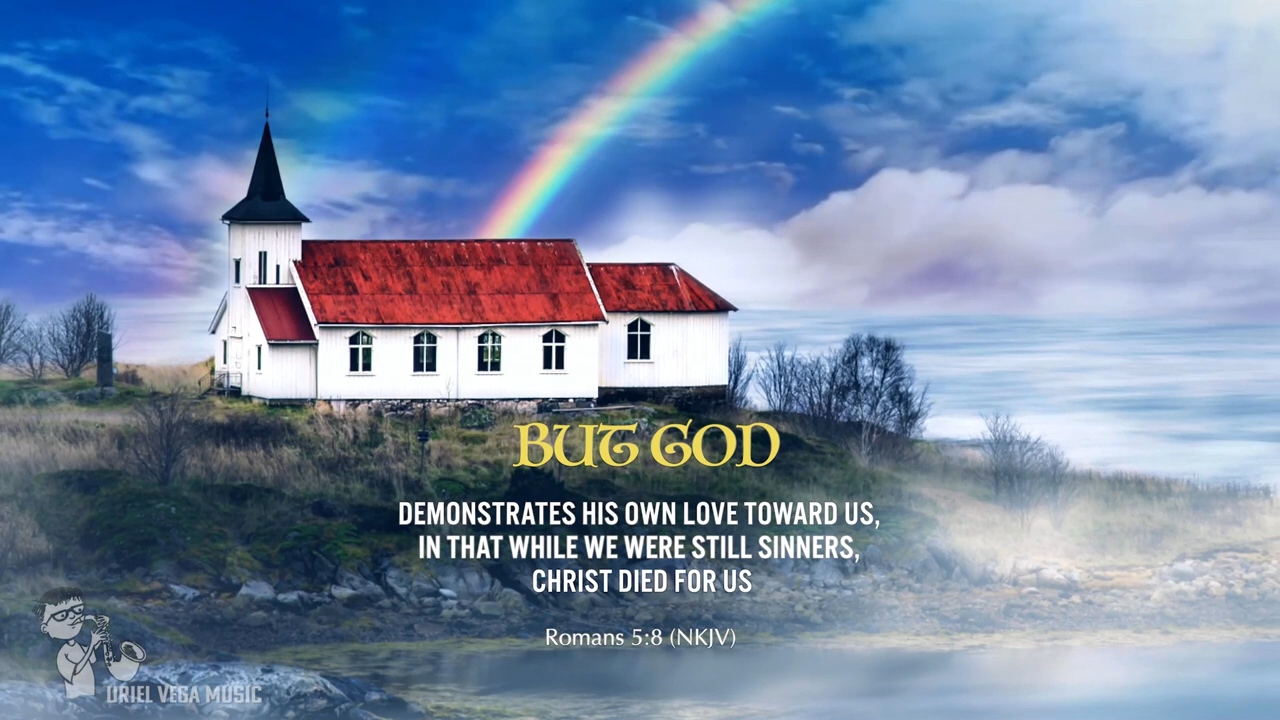 BUT GOD
DEMONSTRATES HIS OWN LOVE TOWARD US,
IN THAT WHILE WE WERE STILL SINNERS,
CHRIST DIED FOR US
Romans 5:8 (NKJV)
URIEL VEGA MUSIC